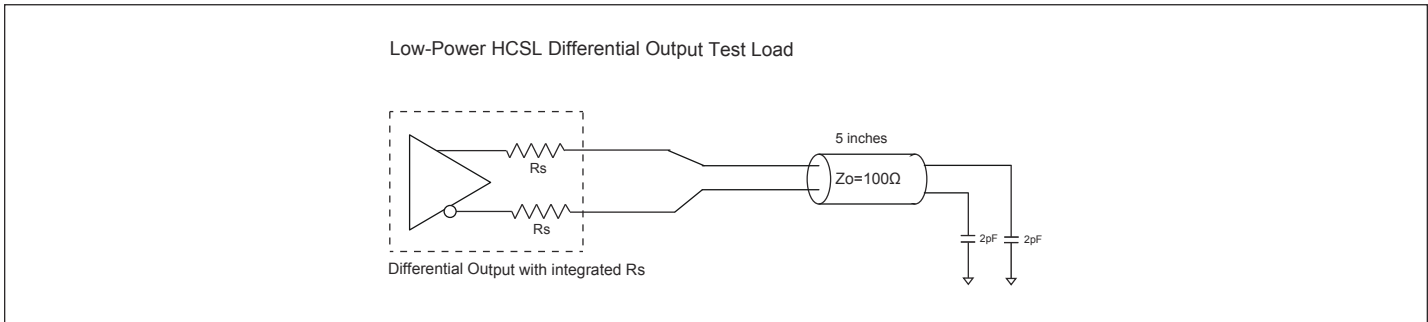 Low-Power HCSL Differential Output Test Load
5 inches
Rs
Zo=100Ω
Rs
2pF
2pF
Differential Output with integrated Rs